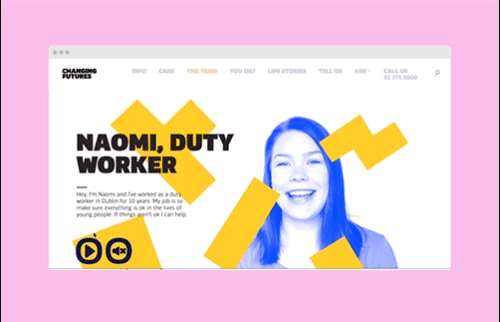 CHANGING
FUTURES
INFO CARE THE TEAM YOU OK? LIFE STORIES TELL US AGE CALL US
01 771 8500
NAOMI, DUTY
WORKER
Hey, I'm Naomi and I've worked as a duty
worker in Dublin for 10 years. My job is to
make sure everything is ok in the lives of
young people. If things aren't ok I can help.